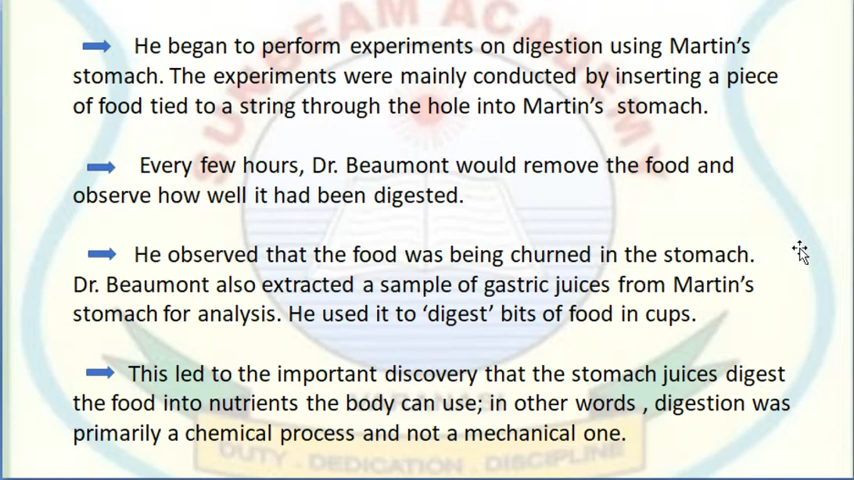 SUNBEAM ACADEMY
He began to perform experiments on digestion using Martin’s
stomach. The experiments were mainly conducted by inserting a piece
of food tied to a string through the hole into Martin’s stomach.
Every few hours, Dr. Beaumont would remove the food and
observe how well it had been digested.
He observed that the food was being churned in the stomach.
Dr. Beaumont also extracted a sample of gastric juices from Martin’s
stomach for analysis. He used it to ‘digest’ bits of food in cups.
This led to the important discovery that the stomach juices digest
the food into nutrients the body can use; in other words , digestion was
primarily a chemical process and not a mechanical one.
DUTY . DEDICATION . DISCIPLINE